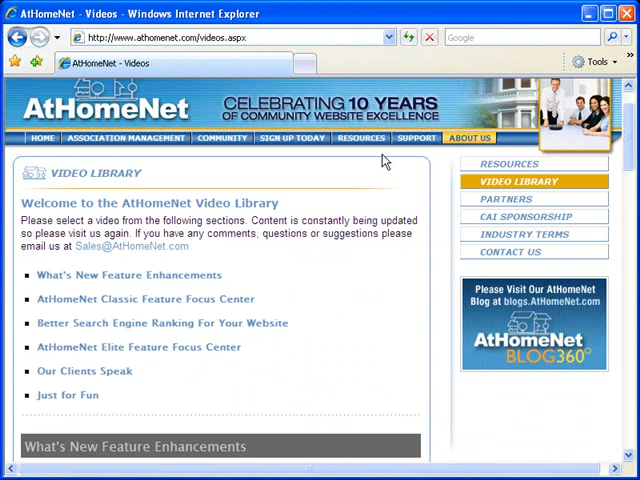 AtHomeNet - Videos - Windows Internet Explorer
http://www.athomenet.com/videos.aspx
Google
AtHomeNet - Videos
Tools
AtHomeNet
CELEBRATING 10 YEARS
OF COMMUNITY WEBSITE EXCELLENCE
HOME ASSOCIATION MANAGEMENT COMMUNITY SIGN UP TODAY RESOURCES SUPPORT ABOUT US
VIDEO LIBRARY
Welcome to the AtHomeNet Video Library
Please select a video from the following sections. Content is constantly being updated
so please visit us again. If you have any comments, questions or suggestions please
email us at Sales@AtHomeNet.com
What's New Feature Enhancements
AtHomeNet Classic Feature Focus Center
Better Search Engine Ranking For Your Website
AtHomeNet Elite Feature Focus Center
Our Clients Speak
Just for Fun
What's New Feature Enhancements
RESOURCES
VIDEO LIBRARY
PARTNERS
CAI SPONSORSHIP
INDUSTRY TERMS
CONTACT US
Please Visit Our AtHomeNet
Blog at blogs.AtHomeNet.com
AtHomeNet
BLOG360°